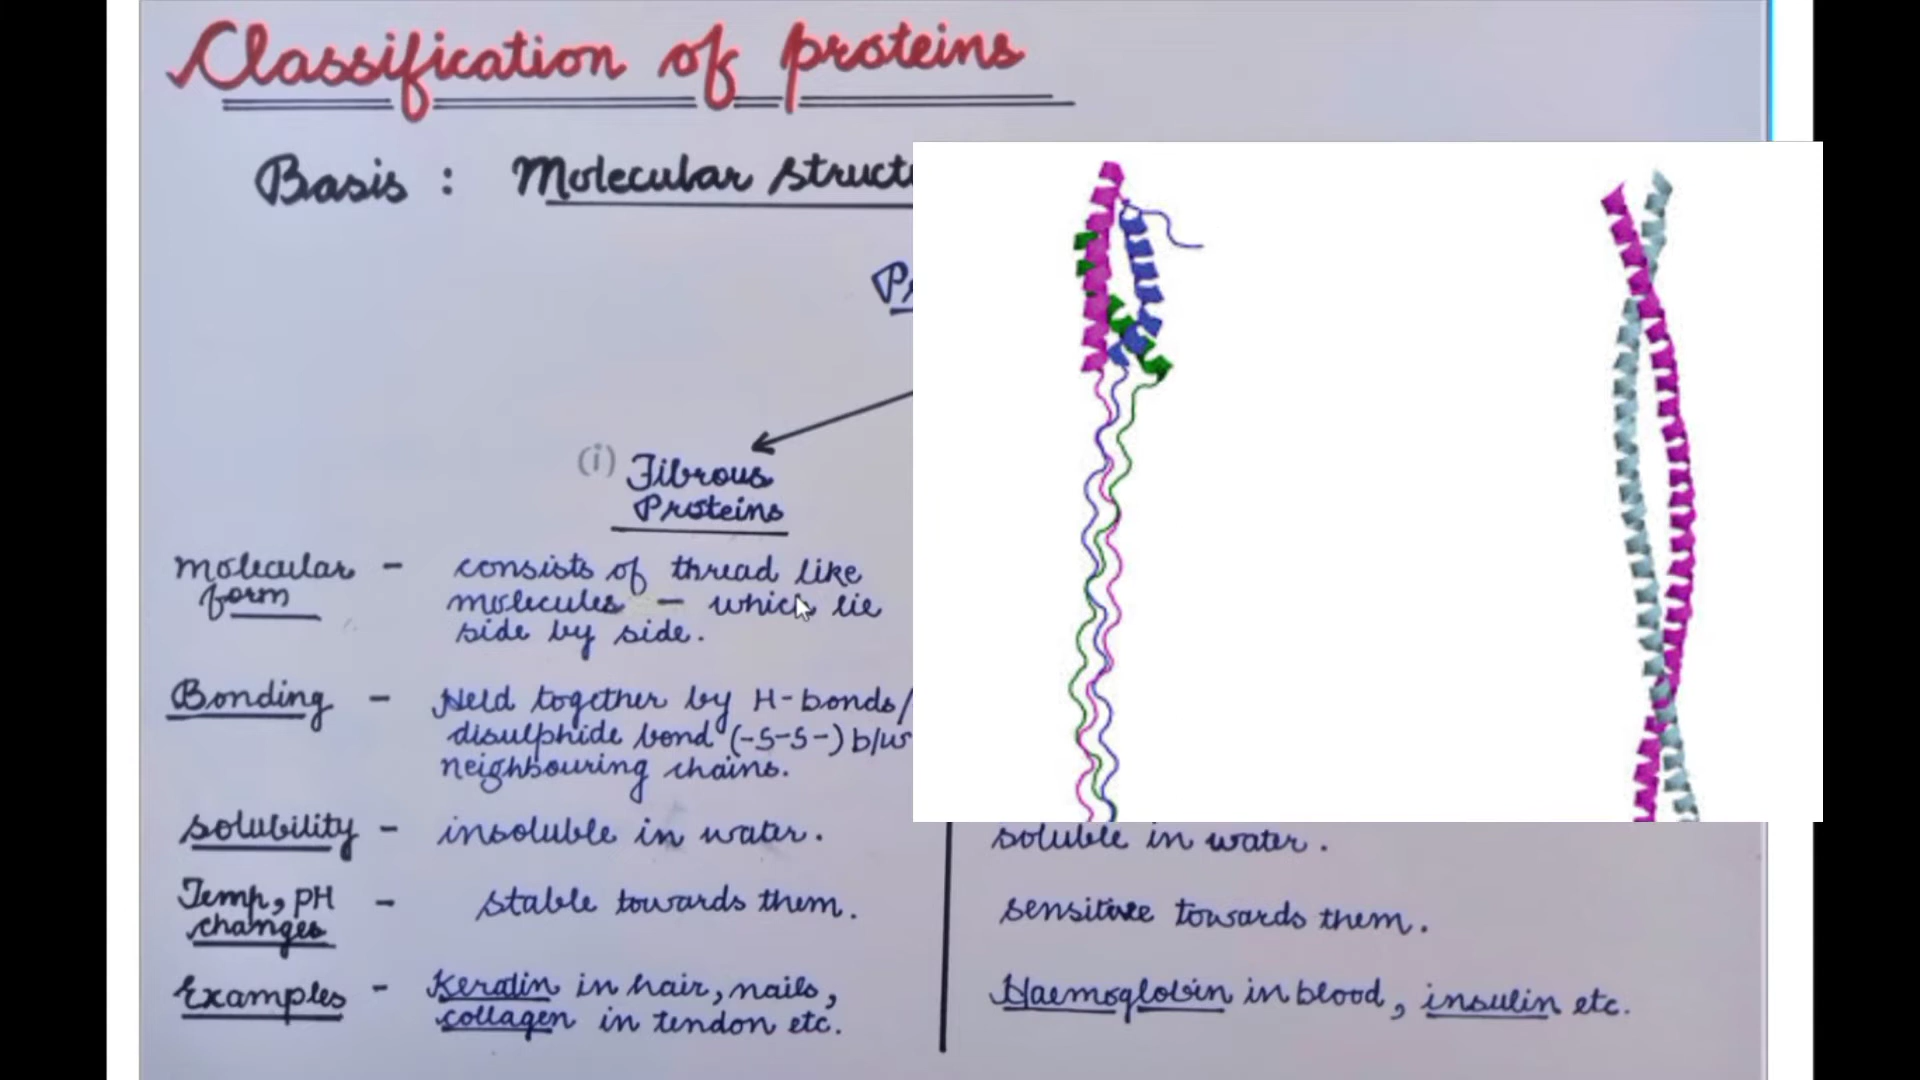 Classification of proteins
Basis : Molecular
(i) Fibrous
Proteins
Molecular - consists of thread like
form molecules - which lie
side by side.
Bonding - Held together by H-bonds/
disulphide bond (-S-S-) b/w
neighbouring chains.
Solubility - insoluble in water. soluble in water.
Temp, pH - stable towards them. sensitive towards them.
changes
Examples - Keratin in hair, nails, Haemoglobin in blood, insulin etc.
collagen in tendon etc.